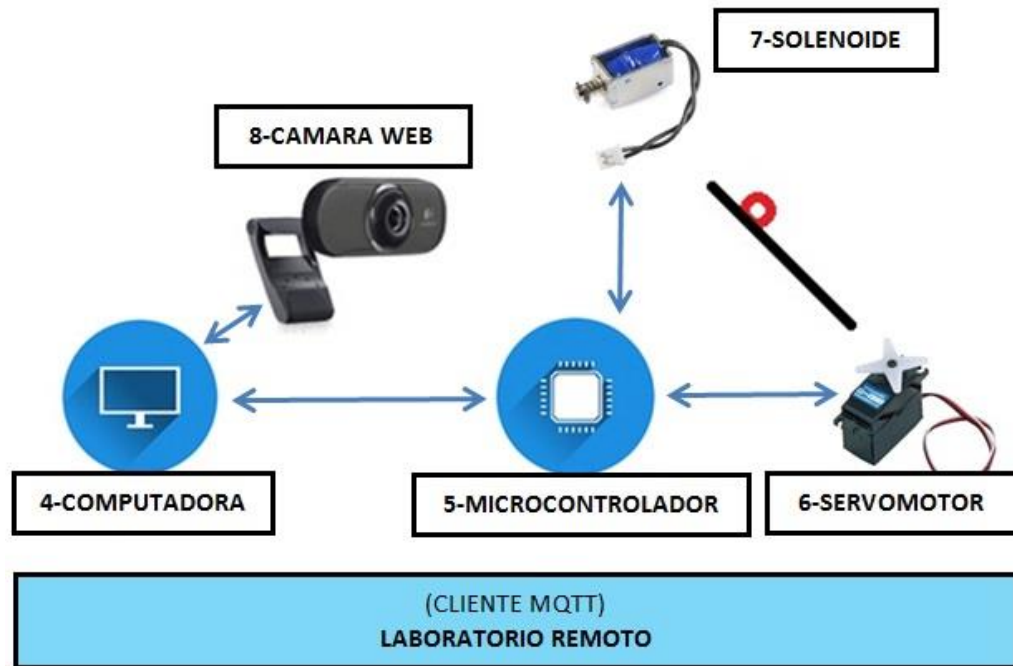 7-SOLENOIDE
8-CAMARA WEB
4-COMPUTADORA
5-MICROCONTROLADOR
6-SERVOMOTOR
(CLIENTE MQTT)
LABORATORIO REMOTO